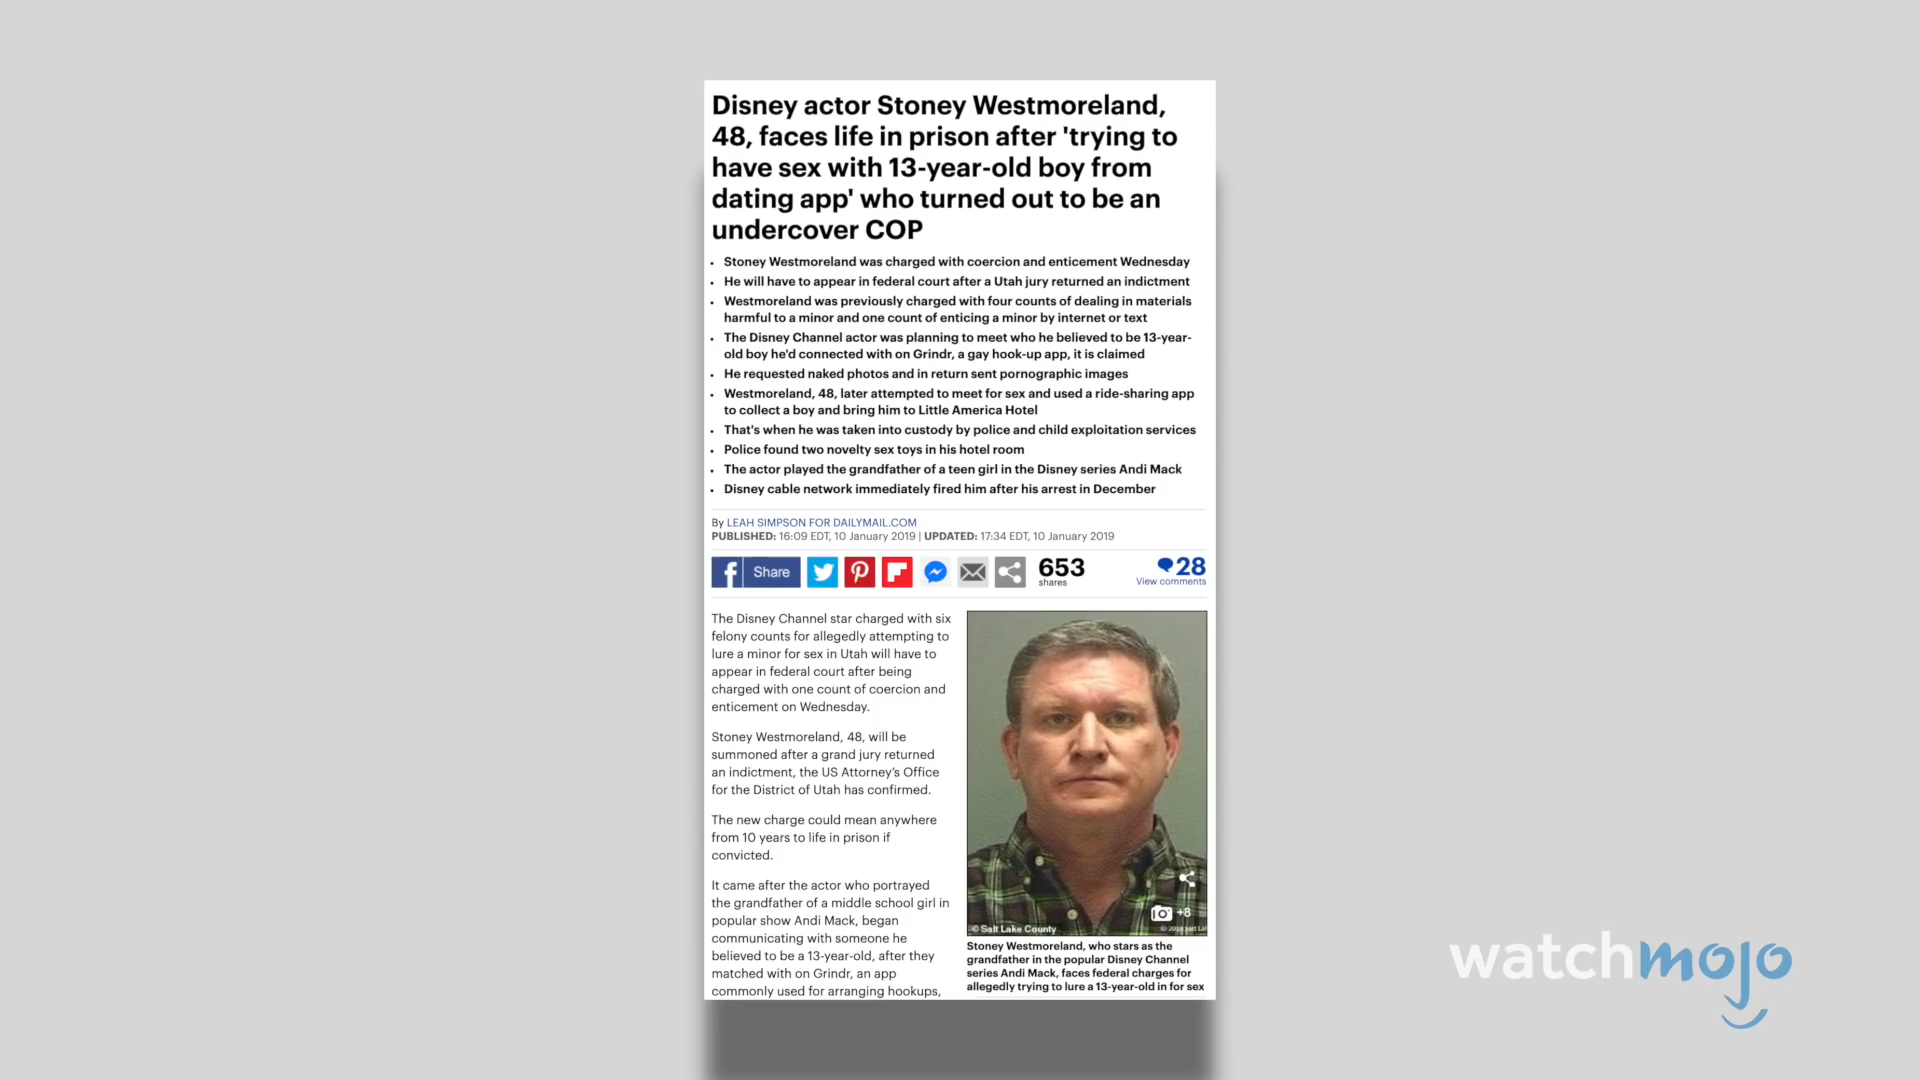 Disney actor Stoney Westmoreland,
48, faces life in prison after 'trying to
have sex with 13-year-old boy from
dating app' who turned out to be an
undercover COP
• Stoney Westmoreland was charged with coercion and enticement Wednesday
• He will have to appear in federal court after a Utah jury returned an indictment
• Westmoreland was previously charged with four counts of dealing in materials
harmful to a minor and one count of enticing a minor by internet or text
• The Disney Channel actor was planning to meet who he believed to be 13-year-
old boy he'd connected with on Grindr, a gay hook-up app, it is claimed
• He requested naked photos and in return sent pornographic images
• Westmoreland, 48, later attempted to meet for sex and used a ride-sharing app
to collect a boy and bring him to Little America Hotel
• That's when he was taken into custody by police and child exploitation services
• Police found two novelty sex toys in his hotel room
• The actor played the grandfather of a teen girl in the Disney series Andi Mack
• Disney cable network immediately fired him after his arrest in December
By LEAH SIMPSON FOR DAILYMAIL.COM
PUBLISHED: 16:09 EDT, 10 January 2019 | UPDATED: 17:34 EDT, 10 January 2019
Share
653
shares
28
View comments
The Disney Channel star charged with six
felony counts for allegedly attempting to
lure a minor for sex in Utah will have to
appear in federal court after being
charged with one count of coercion and
enticement on Wednesday.
Stoney Westmoreland, 48, will be
summoned after a grand jury returned
an indictment, the US Attorney's Office
for the District of Utah has confirmed.
The new charge could mean anywhere
from 10 years to life in prison if
convicted.
It came after the actor who portrayed
the grandfather of a middle school girl in
popular show Andi Mack, began
communicating with someone he
believed to be a 13-year-old, after they
matched with on Grindr, an app
commonly used for arranging hookups,
+8
© Salt Lake County
Stoney Westmoreland, who stars as the
grandfather in the popular Disney Channel
series Andi Mack, faces federal charges for
allegedly trying to lure a 13-year-old in for sex
watchmojo